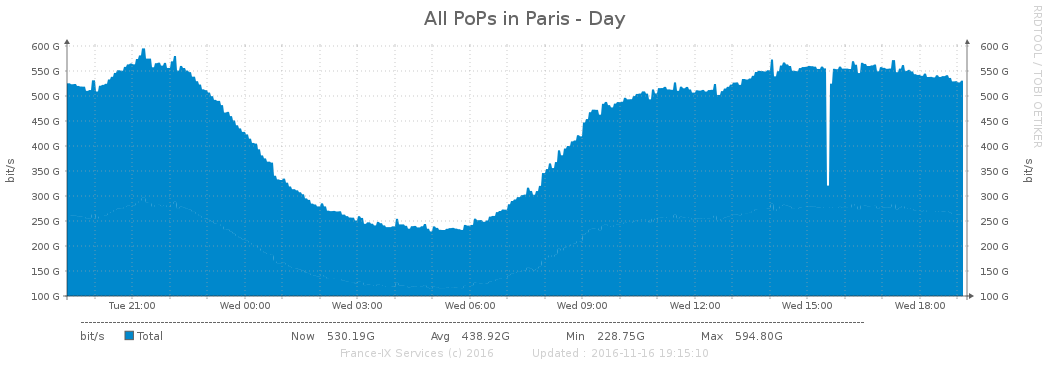 All PoPs in Paris - Day
RRDTOOL / TOBI OETIKER
600 G 600 G
550 G 550 G
500 G 500 G
450 G 450 G
400 G 400 G
350 G 350 G
300 G 300 G
250 G 250 G
200 G 200 G
150 G 150 G
100 G 100 G
bit/s
bit/s
Tue 21:00 Wed 00:00 Wed 03:00 Wed 06:00 Wed 09:00 Wed 12:00 Wed 15:00 Wed 18:00
bit/s Total Now 530.19G Avg 438.92G Min 228.75G Max 594.80G
France-IX Services (c) 2016 Updated : 2016-11-16 19:15:10